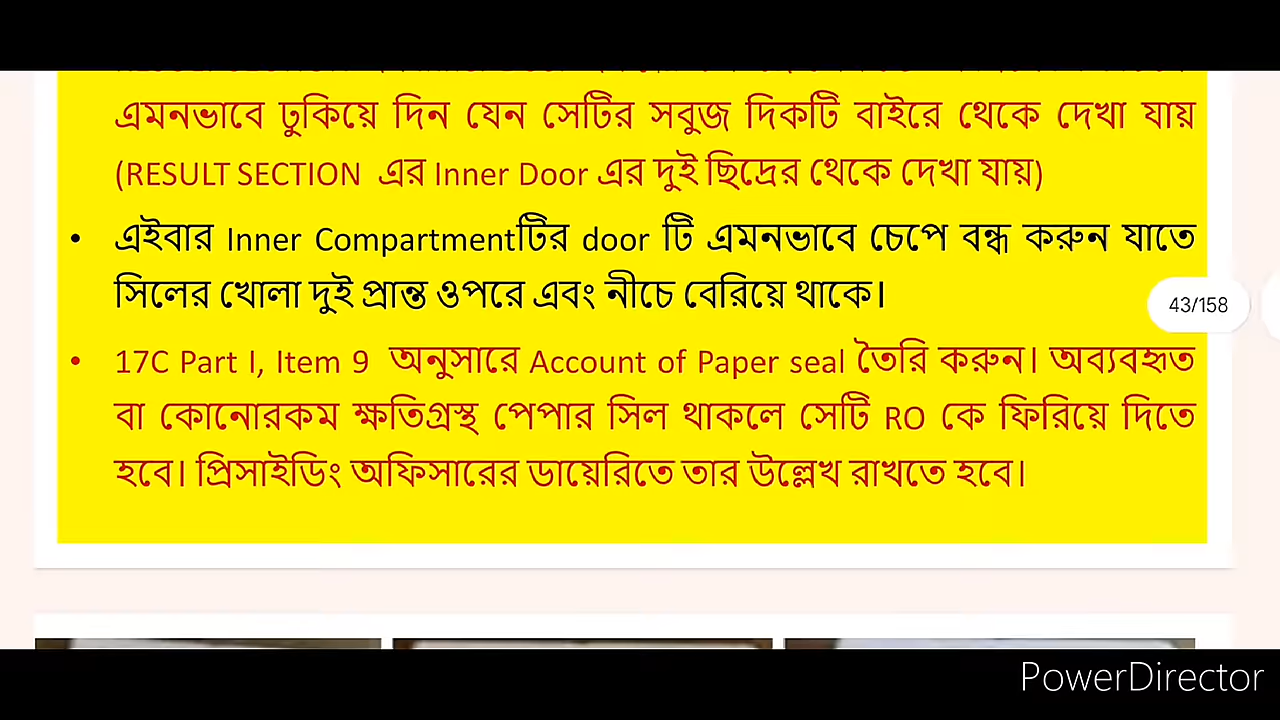 এমনভাবে ঢুকিয়ে দিন যেন সেটির সবুজ দিকটি বাইরে থেকে দেখা যায়
(RESULT SECTION এর Inner Door এর দুই ছিদ্রের থেকে দেখা যায়)
• এইবার Inner Compartmentটির door টি এমনভাবে চেপে বন্ধ করুন যাতে
সিলের খোলা দুই প্রান্ত ওপরে এবং নীচে বেরিয়ে থাকে।
43/158
• 17C Part I, Item 9 অনুসারে Account of Paper seal তৈরি করুন। অব্যবহৃত
বা কোনোরকম ক্ষতিগ্রস্থ পেপার সিল থাকলে সেটি RO কে ফিরিয়ে দিতে
হবে। প্রিসাইডিং অফিসারের ডায়েরিতে তার উল্লেখ রাখতে হবে।
PowerDirector